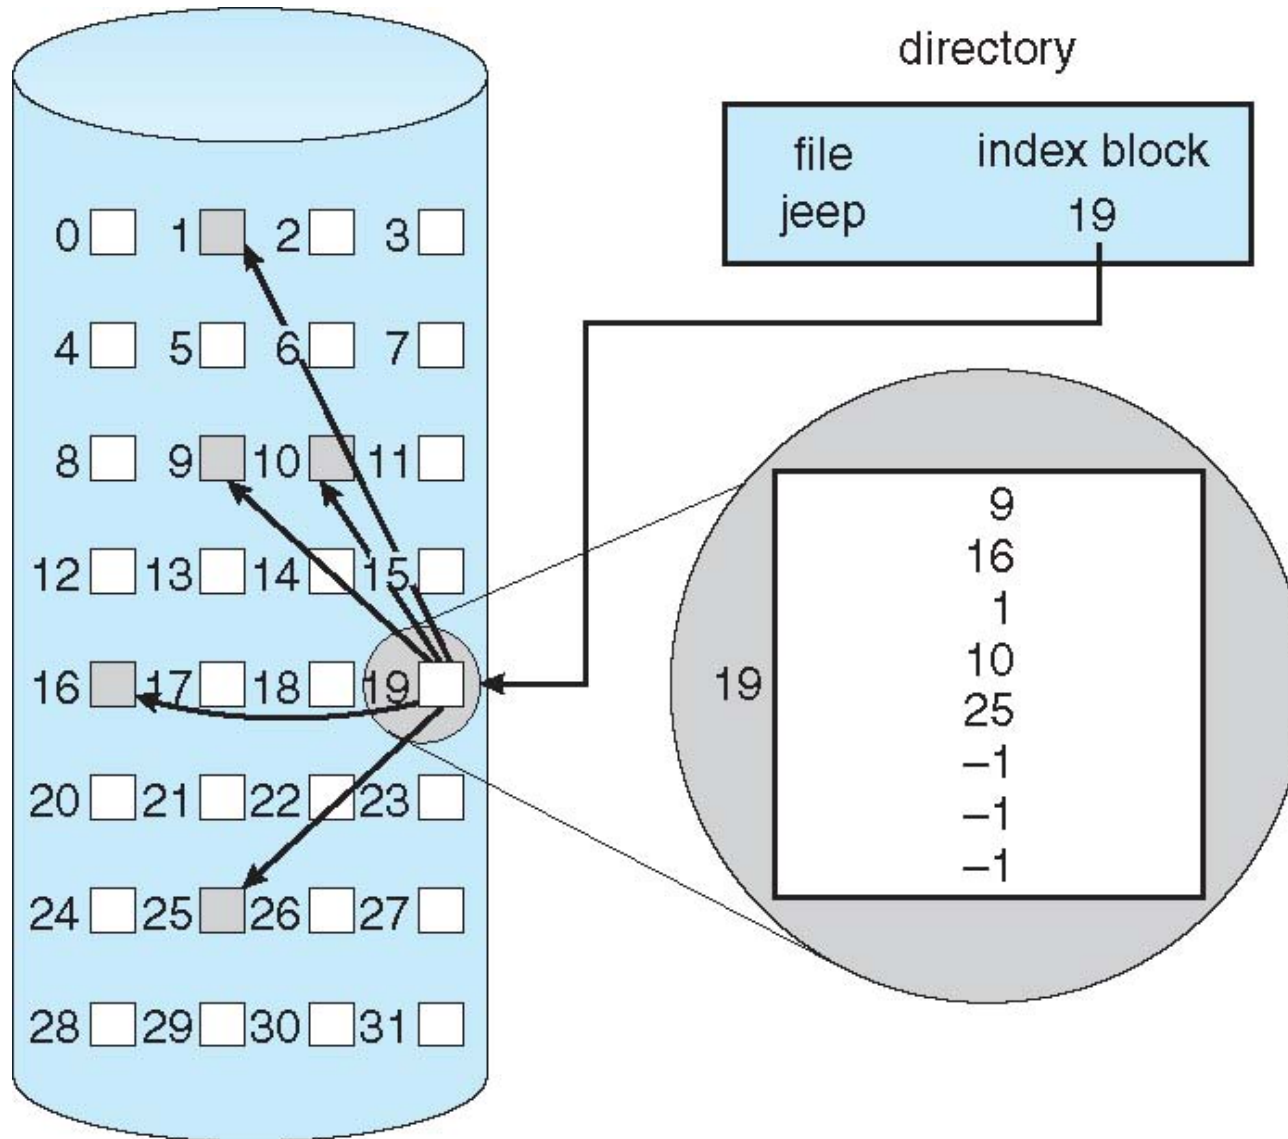 directory
file index block
jeep 19
0 1 2 3
4 5 6 7
8 9 10 11
12 13 14 15
16 17 18 19
20 21 22 23
24 25 26 27
28 29 30 31
19
9
16
1
10
25
–1
–1
–1